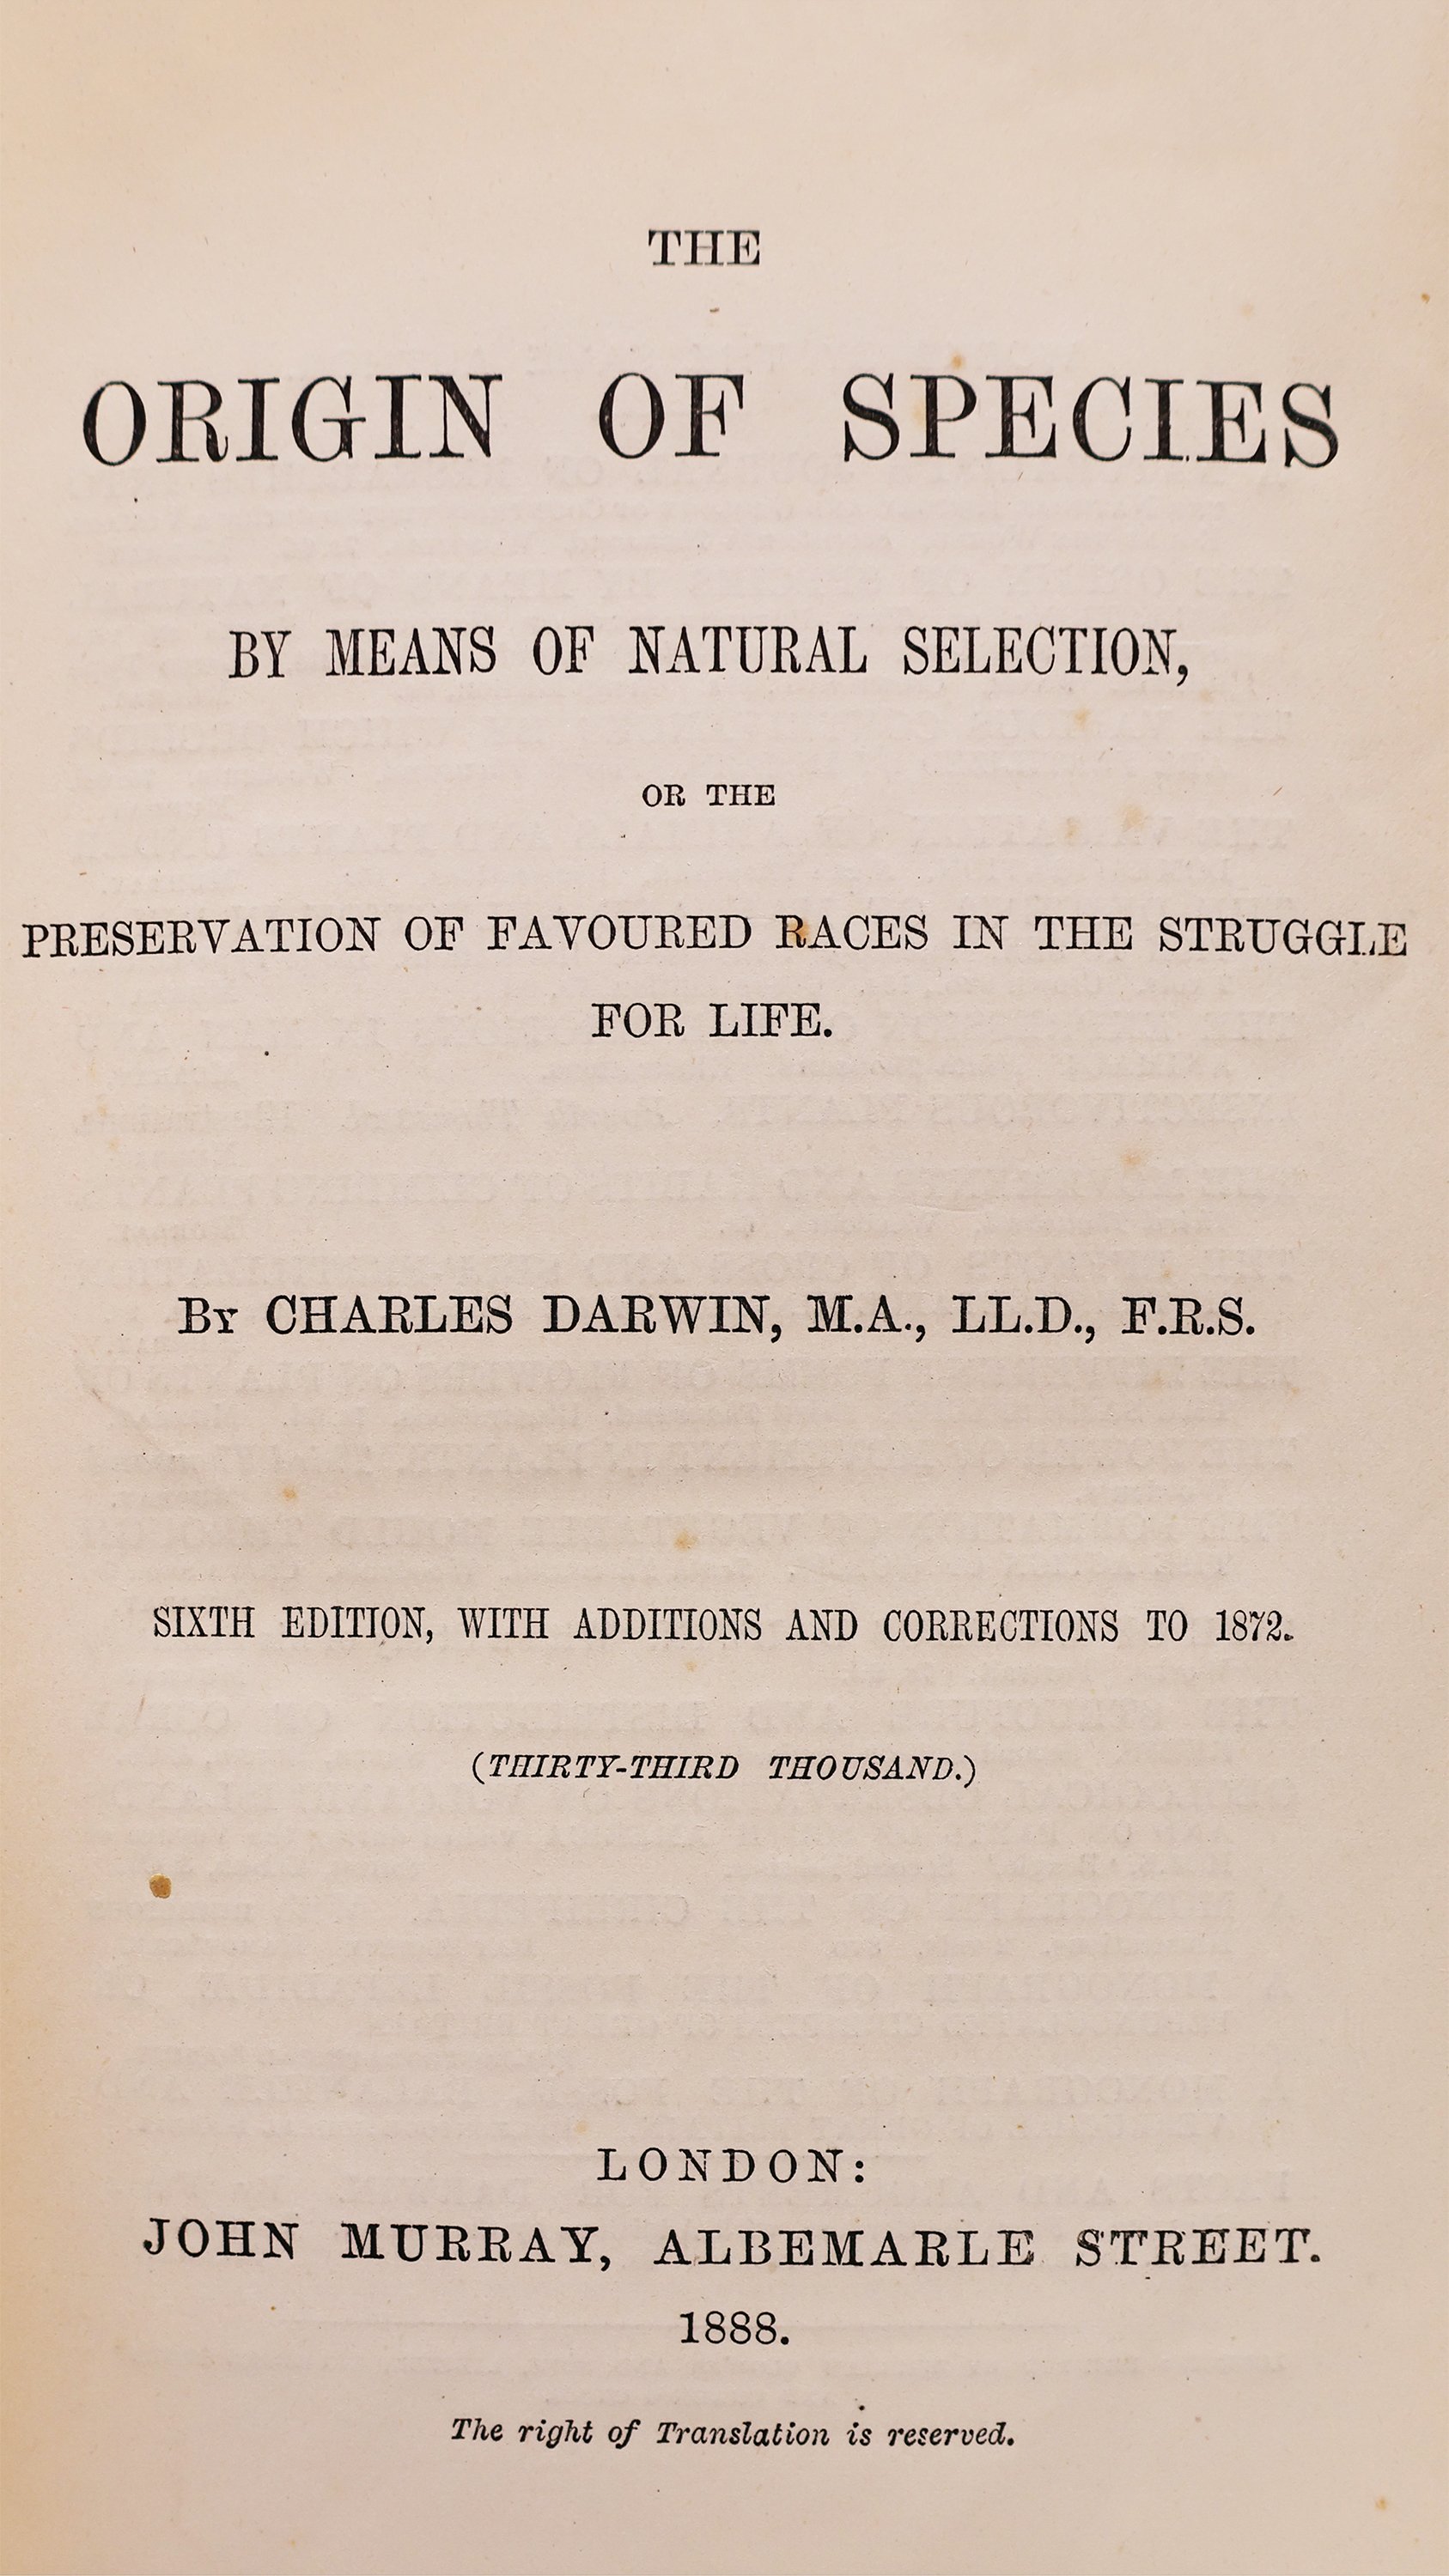 THE
ORIGIN OF SPECIES
BY MEANS OF NATURAL SELECTION,
OR THE
PRESERVATION OF FAVOURED RACES IN THE STRUGGLE
FOR LIFE.
BY CHARLES DARWIN, M.A., LL.D., F.R.S.
SIXTH EDITION, WITH ADDITIONS AND CORRECTIONS TO 1872.
(THIRTY-THIRD THOUSAND.)
LONDON:
JOHN MURRAY, ALBEMARLE STREET.
1888.
The right of Translation is reserved.